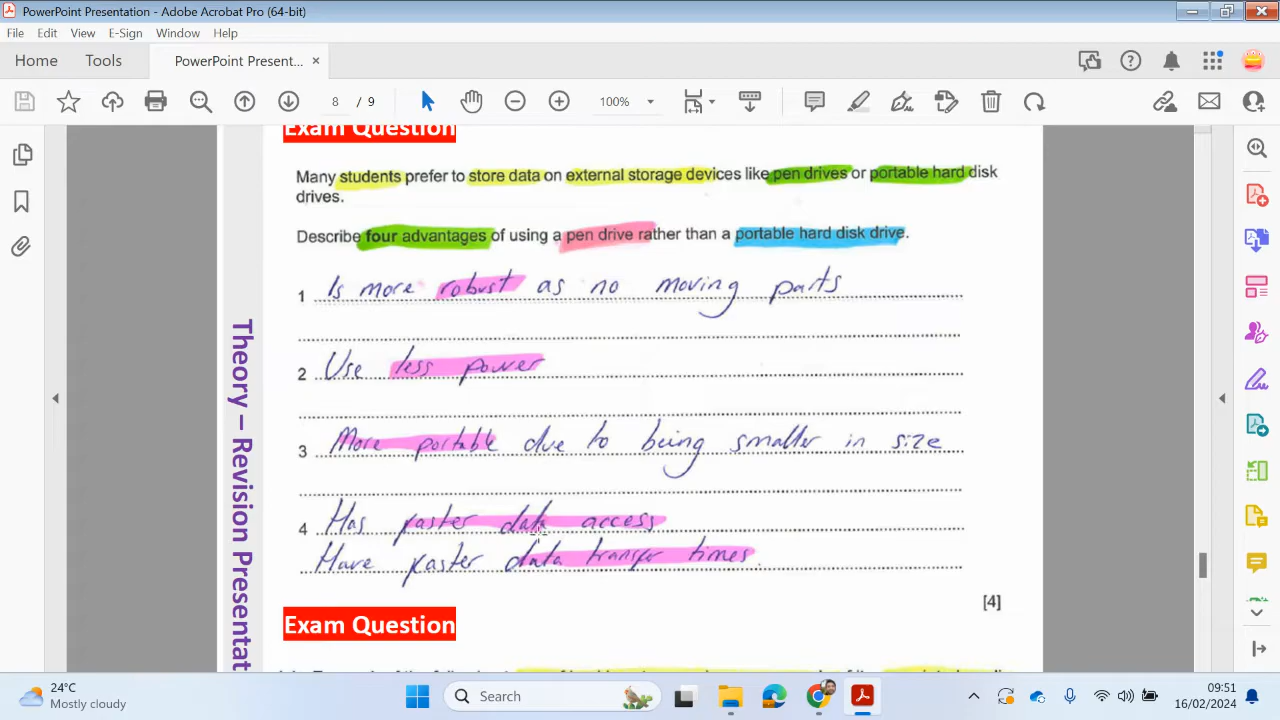 PowerPoint Presentation - Adobe Acrobat Pro (64-bit)
File Edit View E-Sign Window Help
Home Tools PowerPoint Present... ×
8 / 9 100%
Exam Question
Many students prefer to store data on external storage devices like pen drives or portable hard disk
drives.
Describe four advantages of using a pen drive rather than a portable hard disk drive.
1 Is more robust as no moving parts
2 Use less power
3 More portable due to being smaller in size
4 Has faster data access
Have faster data transfer times.
[4]
Exam Question
Theory – Revision Presentat
24°C
Mostly cloudy
Search
09:51
16/02/2024